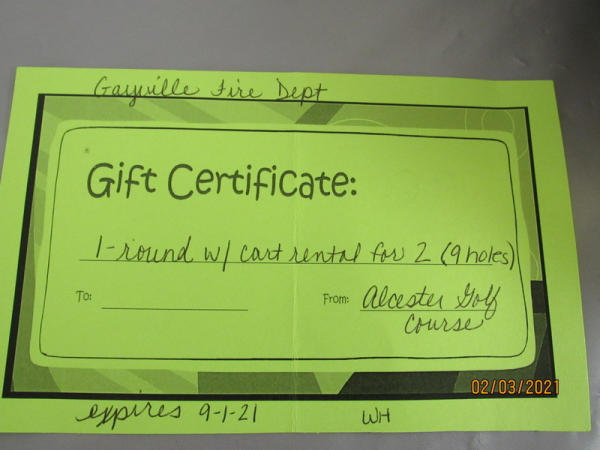 Gayville Fire Dept
Gift Certificate:
1-round w/ cart rental for 2 (9 holes)
To: From: Alcester Golf
Course
02/03/2021
expires 9-1-21 WH